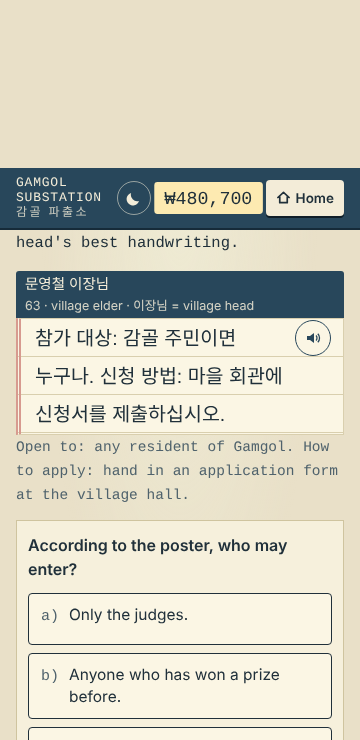 GAMGOL
SUBSTATION
감골 파출소
₩480,700
Home
head's best handwriting.
문영철 이장님
63 · village elder · 이장님 = village head
참가 대상: 감골 주민이면
누구나. 신청 방법: 마을 회관에
신청서를 제출하십시오.
Open to: any resident of Gamgol. How
to apply: hand in an application form
at the village hall.
According to the poster, who may
enter?
a) Only the judges.
b) Anyone who has won a prize
before.